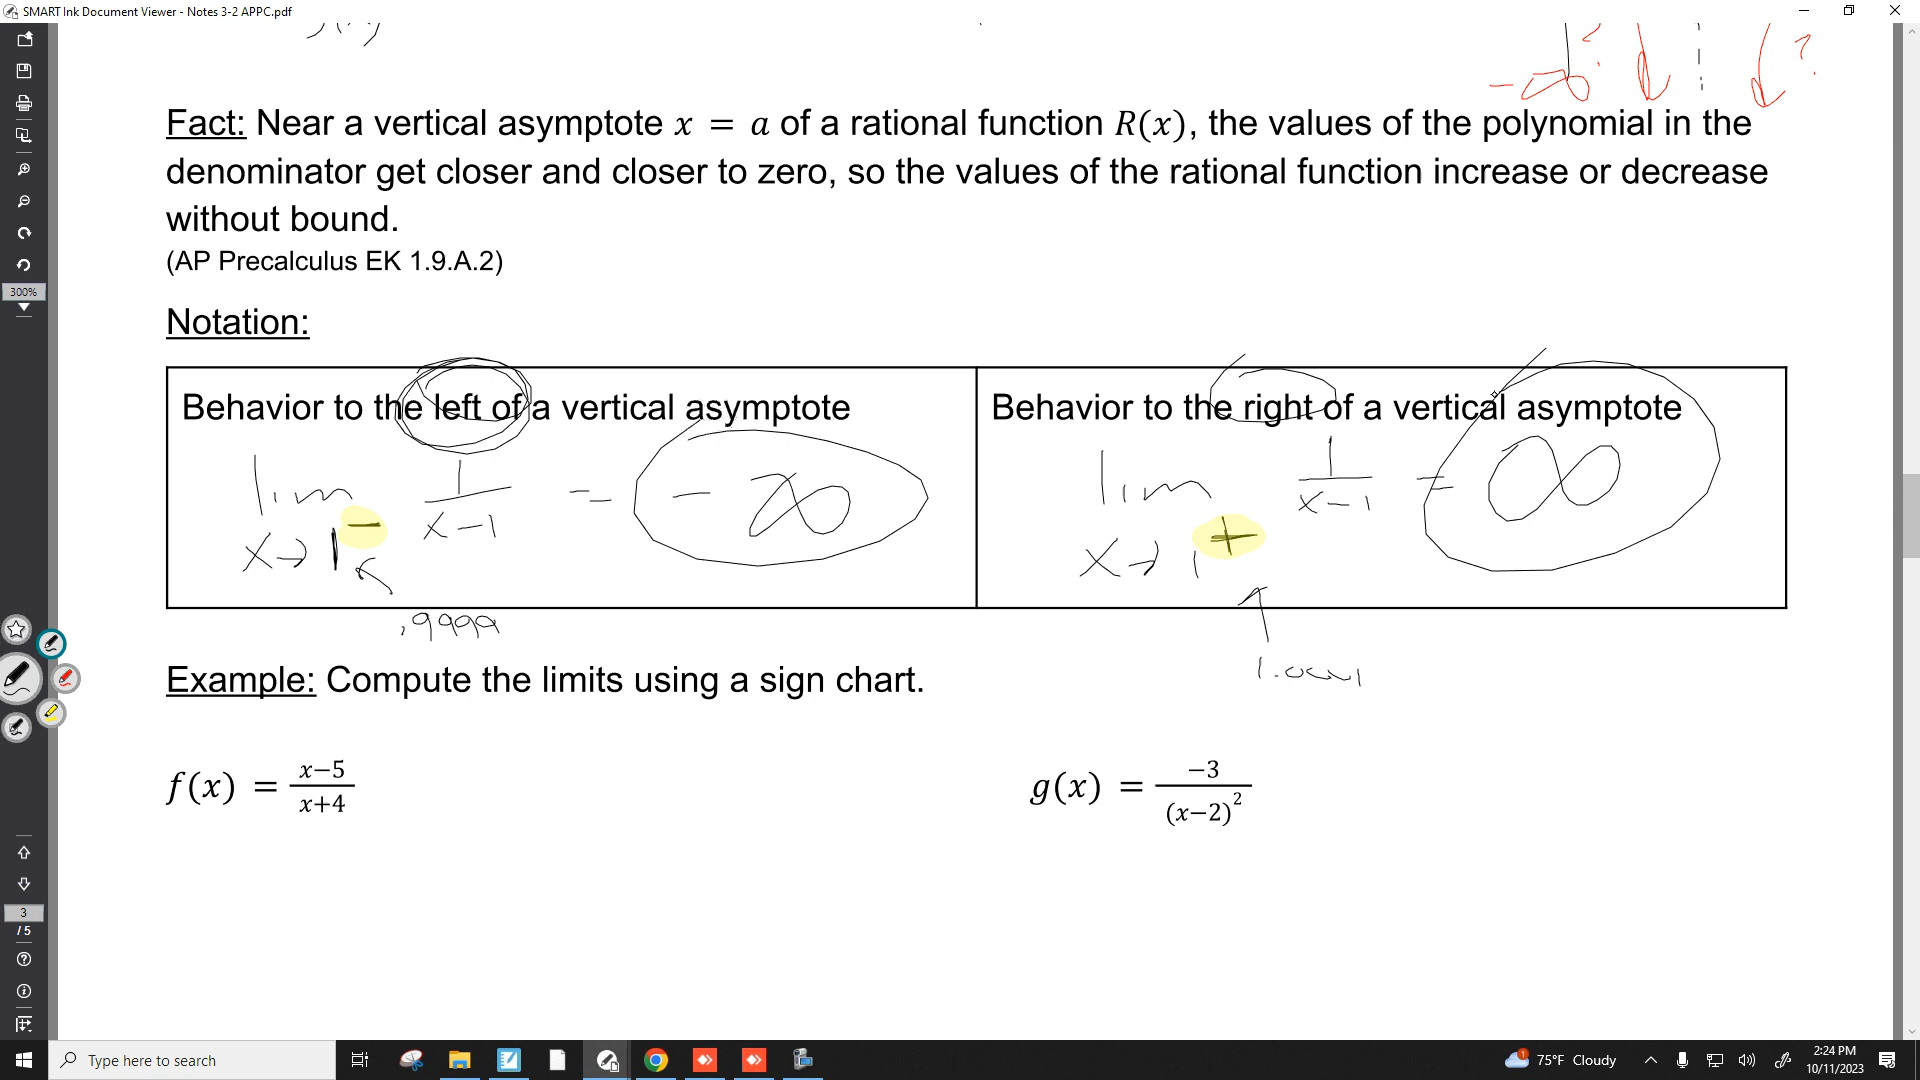 SMART Ink Document Viewer - Notes 3-2 APPC.pdf
-∞ ? ?
Fact: Near a vertical asymptote x = a of a rational function R(x), the values of the polynomial in the
denominator get closer and closer to zero, so the values of the rational function increase or decrease
without bound.
(AP Precalculus EK 1.9.A.2)
300%
Notation:
Behavior to the left of a vertical asymptote
lim x→1⁻ 1/(x-1) = -∞
.9999
Behavior to the right of a vertical asymptote
lim x→1⁺ 1/(x-1) = ∞
1.0001
Example: Compute the limits using a sign chart.
f(x) = (x−5)/(x+4)
g(x) = −3/(x−2)²
3
/ 5
Type here to search
1
75°F Cloudy
2:24 PM
10/11/2023